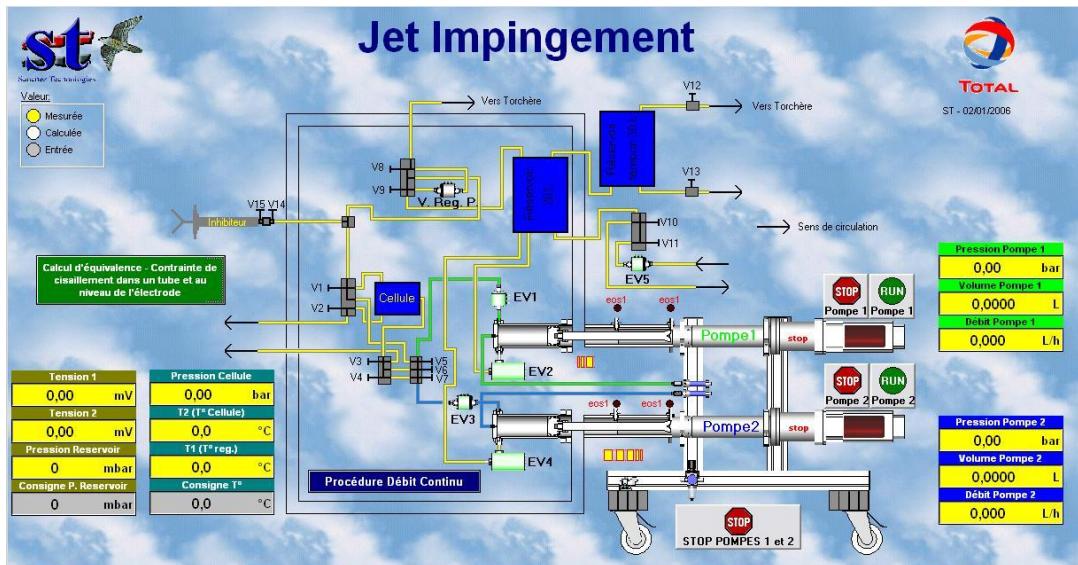 Jet Impingement
st
Sanchez Technologies
TOTAL
ST - 02/01/2006
Valeur:
Mesurée
Calculée
Entrée
Vers Torchère
V12
Vers Torchère
V13
Réservoir
tampon 30 L
Réservoir
20 L
V8
V9
V. Reg. P.
V15 V14
Inhibiteur
V10
V11
EV5
Sens de circulation
Calcul d'équivalence - Contrainte de
cisaillement dans un tube et au
niveau de l'électrode
V1
V2
Cellule
EV1
V3
V4
V5
V6
V7
EV2
EV3
EV4
eos1
eos1
Pompe1
stop
eos1
eos1
Pompe2
stop
STOP
Pompe 1
RUN
Pompe 1
STOP
Pompe 2
RUN
Pompe 2
Pression Pompe 1
0,00 bar
Volume Pompe 1
0,0000 L
Débit Pompe 1
0,000 L/h
Pression Pompe 2
0,00 bar
Volume Pompe 2
0,0000 L
Débit Pompe 2
0,000 L/h
Tension 1
0,00 mV
Tension 2
0,00 mV
Pression Reservoir
0 mbar
Consigne P. Reservoir
0 mbar
Pression Cellule
0,00 bar
T2 (T° Cellule)
0,0 °C
T1 (T° reg.)
0,0 °C
Consigne T°
0,0 °C
Procédure Débit Continu
STOP
STOP POMPES 1 et 2